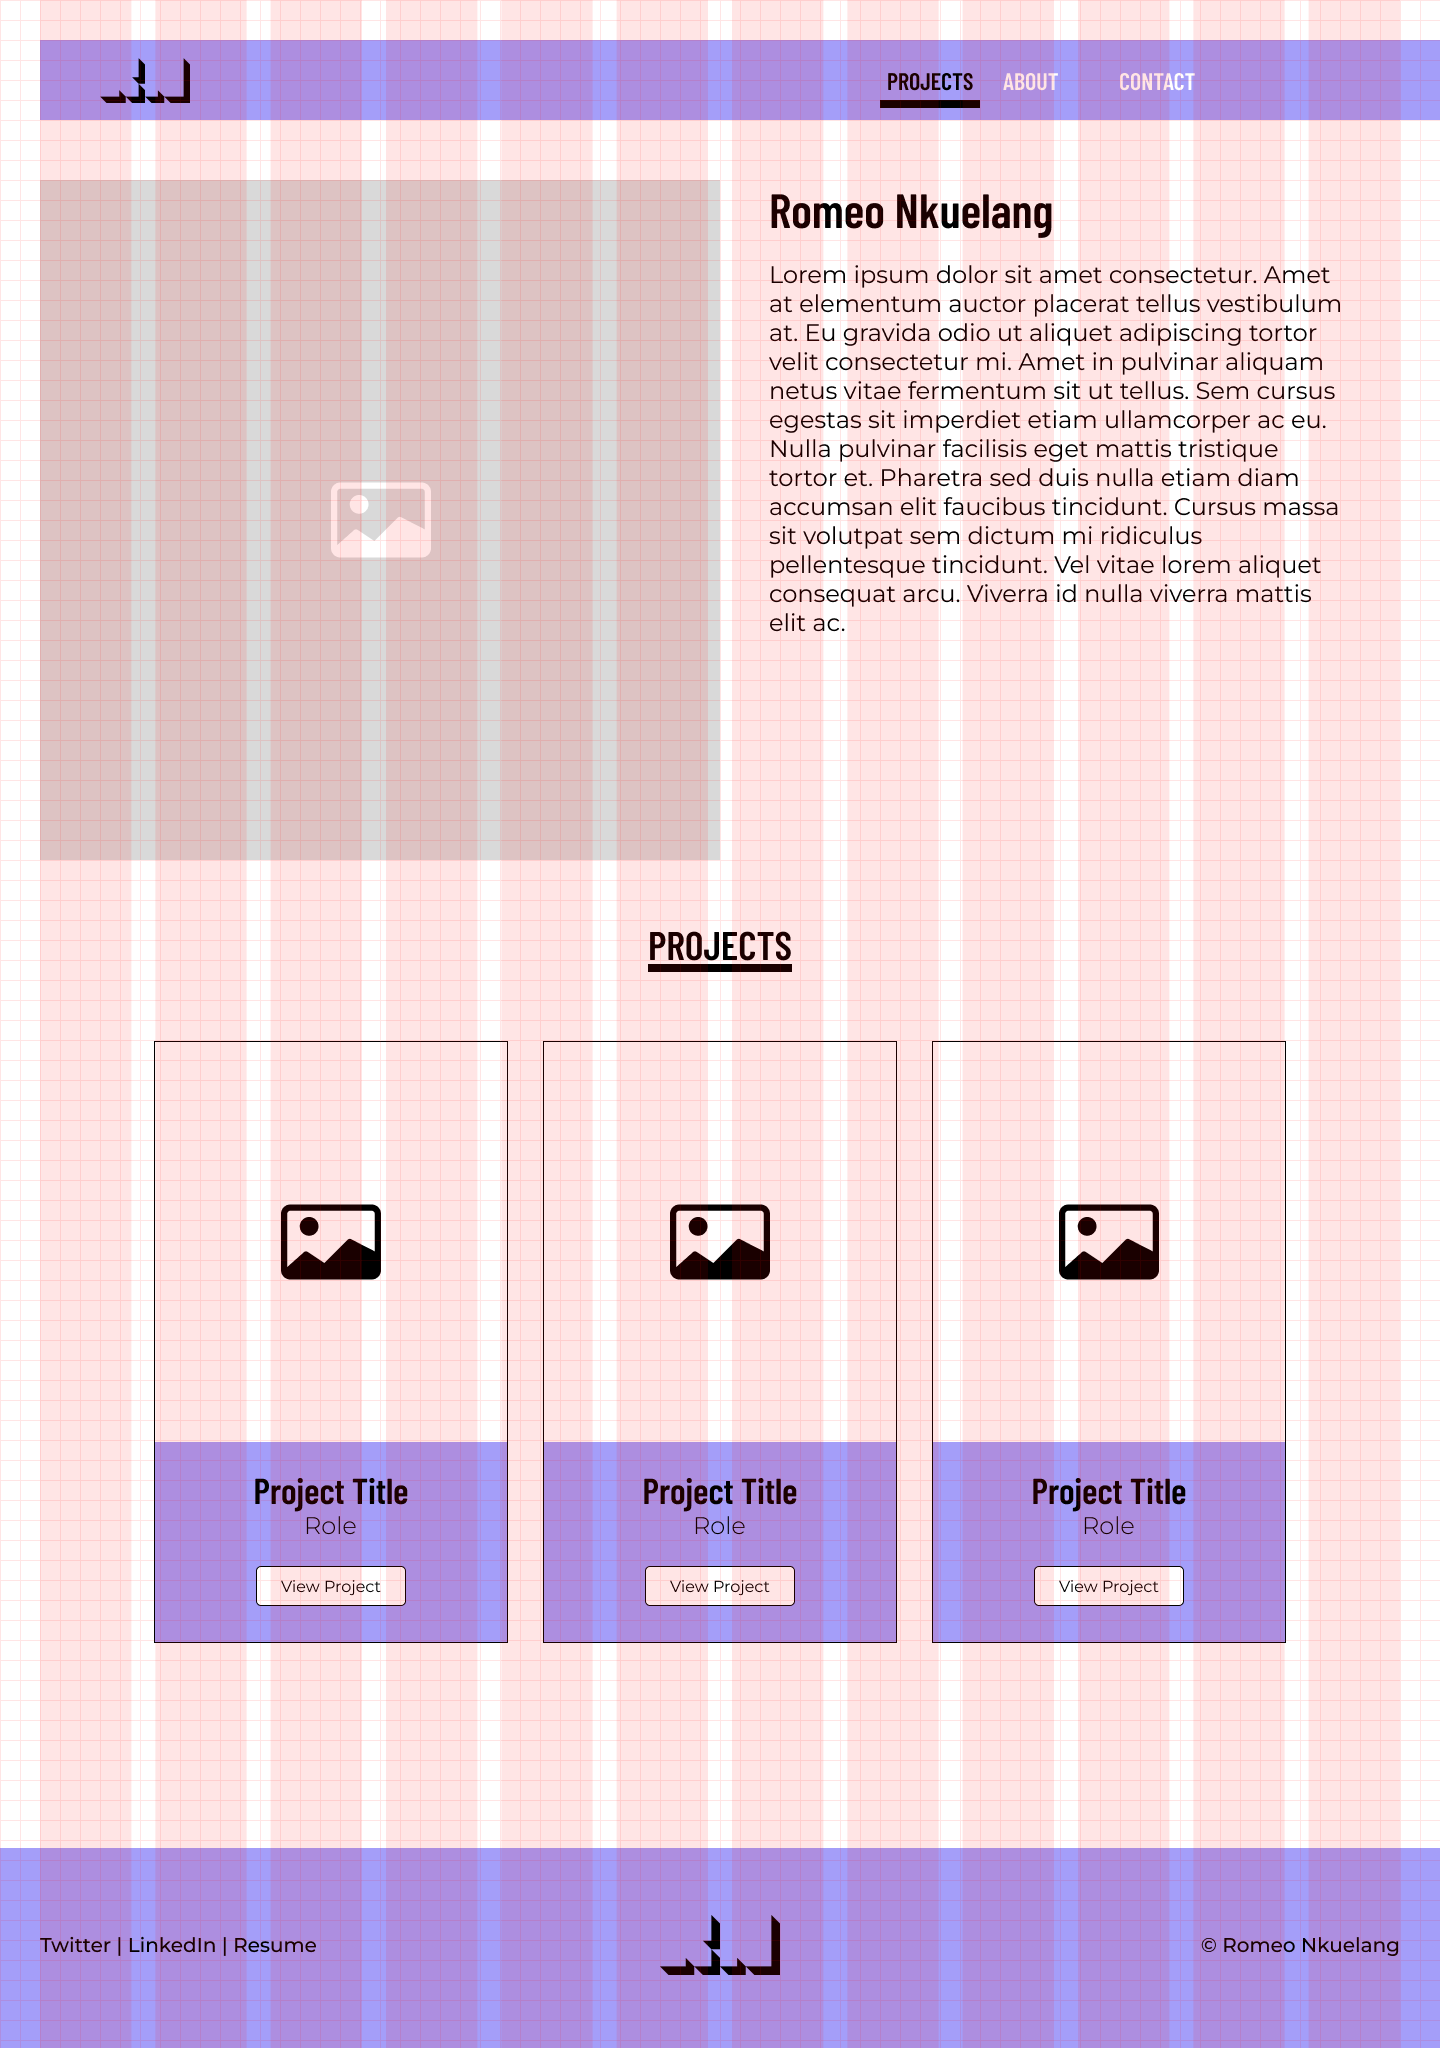 PROJECTS ABOUT CONTACT
Romeo Nkuelang
Lorem ipsum dolor sit amet consectetur. Amet
at elementum auctor placerat tellus vestibulum
at. Eu gravida odio ut aliquet adipiscing tortor
velit consectetur mi. Amet in pulvinar aliquam
netus vitae fermentum sit ut tellus. Sem cursus
egestas sit imperdiet etiam ullamcorper ac eu.
Nulla pulvinar facilisis eget mattis tristique
tortor et. Pharetra sed duis nulla etiam diam
accumsan elit faucibus tincidunt. Cursus massa
sit volutpat sem dictum mi ridiculus
pellentesque tincidunt. Vel vitae lorem aliquet
consequat arcu. Viverra id nulla viverra mattis
elit ac.
PROJECTS
Project Title
Role
View Project
Project Title
Role
View Project
Project Title
Role
View Project
Twitter | LinkedIn | Resume
© Romeo Nkuelang